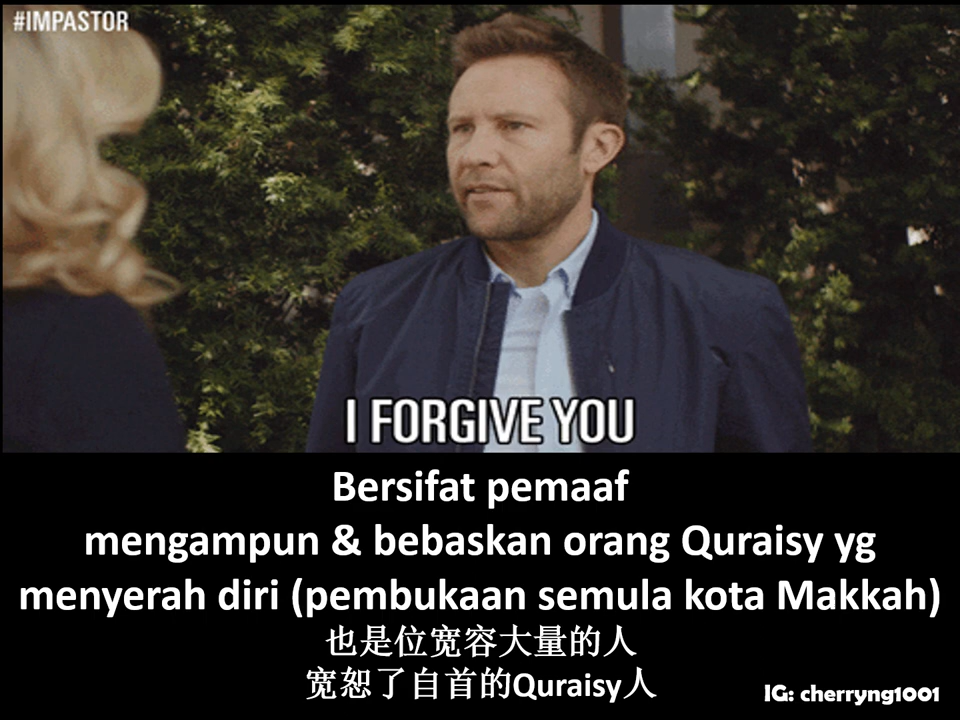 #IMPASTOR
I FORGIVE YOU
Bersifat pemaaf
mengampun & bebaskan orang Quraisy yg
menyerah diri (pembukaan semula kota Makkah)
也是位宽容大量的人
宽恕了自首的Quraisy人
IG: cherryng1001